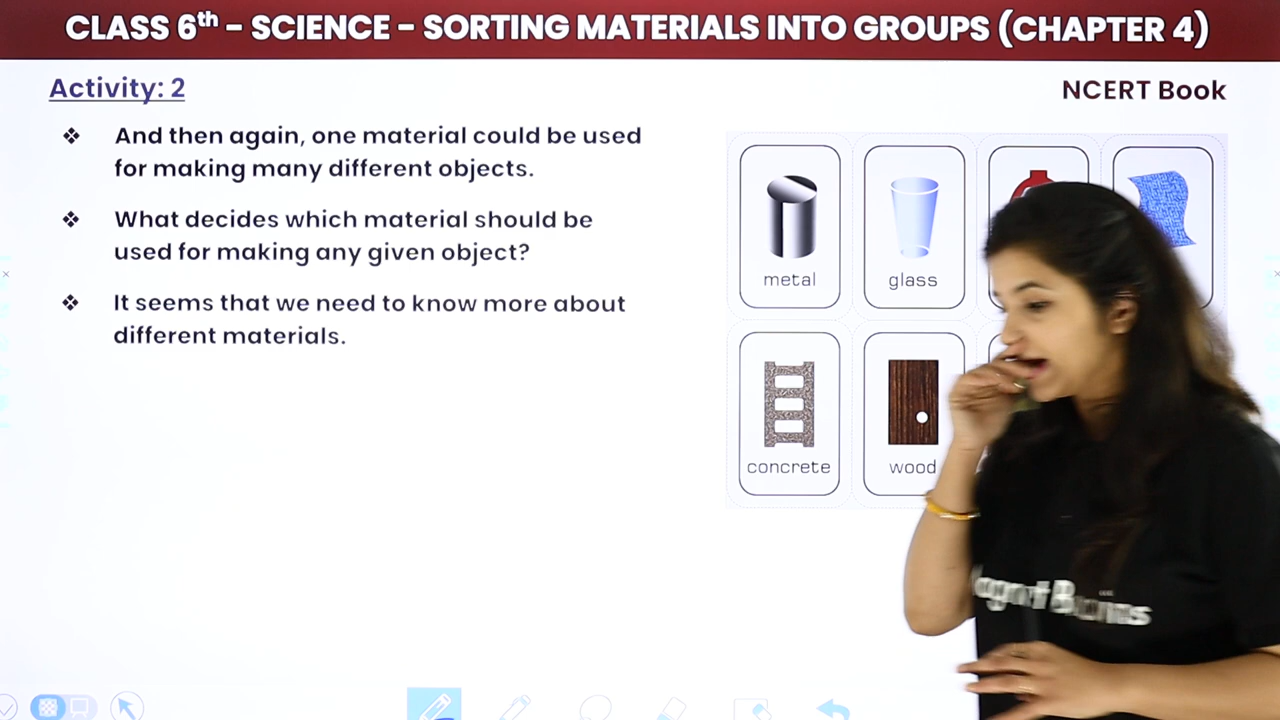 CLASS 6th – SCIENCE – SORTING MATERIALS INTO GROUPS (CHAPTER 4)
Activity: 2
NCERT Book
❖ And then again, one material could be used
for making many different objects.
❖ What decides which material should be
used for making any given object?
❖ It seems that we need to know more about
different materials.
metal
glass
concrete
wood